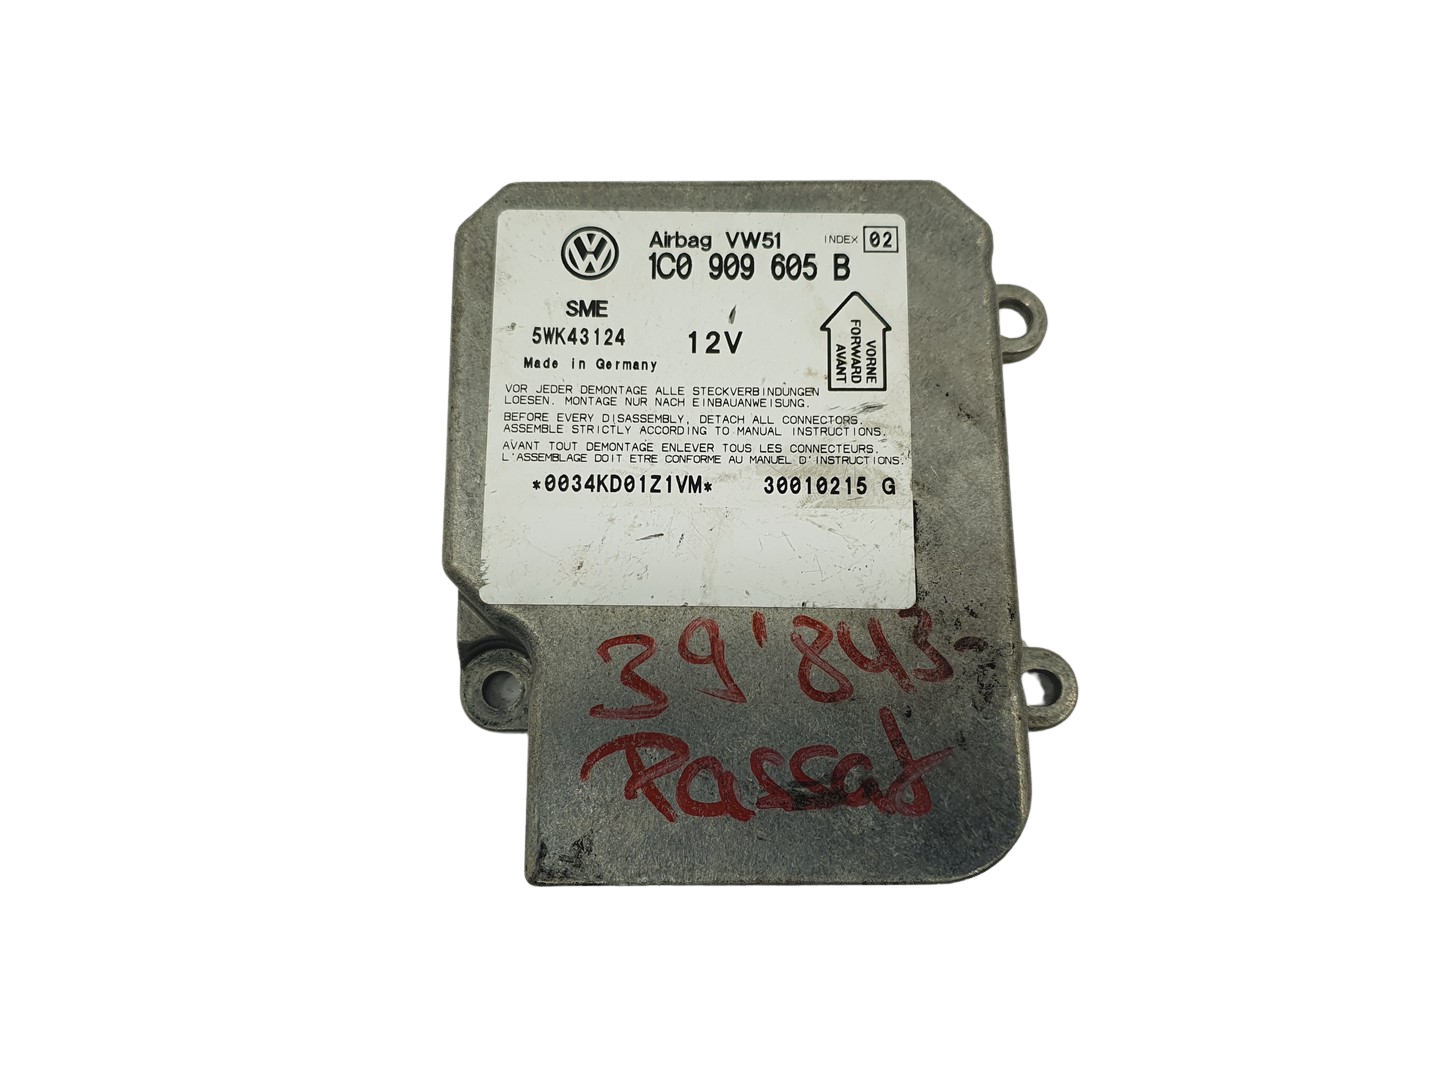 Airbag VW51 INDEX 02
1C0 909 605 B
SME
5WK43124 12V
Made in Germany
VORNE
FORWARD
AVANT
VOR JEDER DEMONTAGE ALLE STECKVERBINDUNGEN
LOESEN. MONTAGE NUR NACH EINBAUANWEISUNG.
BEFORE EVERY DISASSEMBLY, DETACH ALL CONNECTORS.
ASSEMBLE STRICTLY ACCORDING TO MANUAL INSTRUCTIONS.
AVANT TOUT DEMONTAGE ENLEVER TOUS LES CONNECTEURS.
L'ASSEMBLAGE DOIT ETRE CONFORME AU MANUEL D'INSTRUCTIONS.
*0034KD01Z1VM* 30010215 G
39'843-
Passat